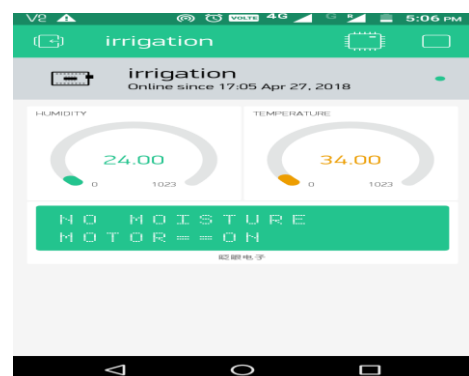 VOLTE 4G G R 5:06 PM
irrigation
irrigation
Online since 17:05 Apr 27, 2018
HUMIDITY TEMPERATURE
24.00 34.00
0 1023 0 1023
NO MOISTURE
MOTOR==ON